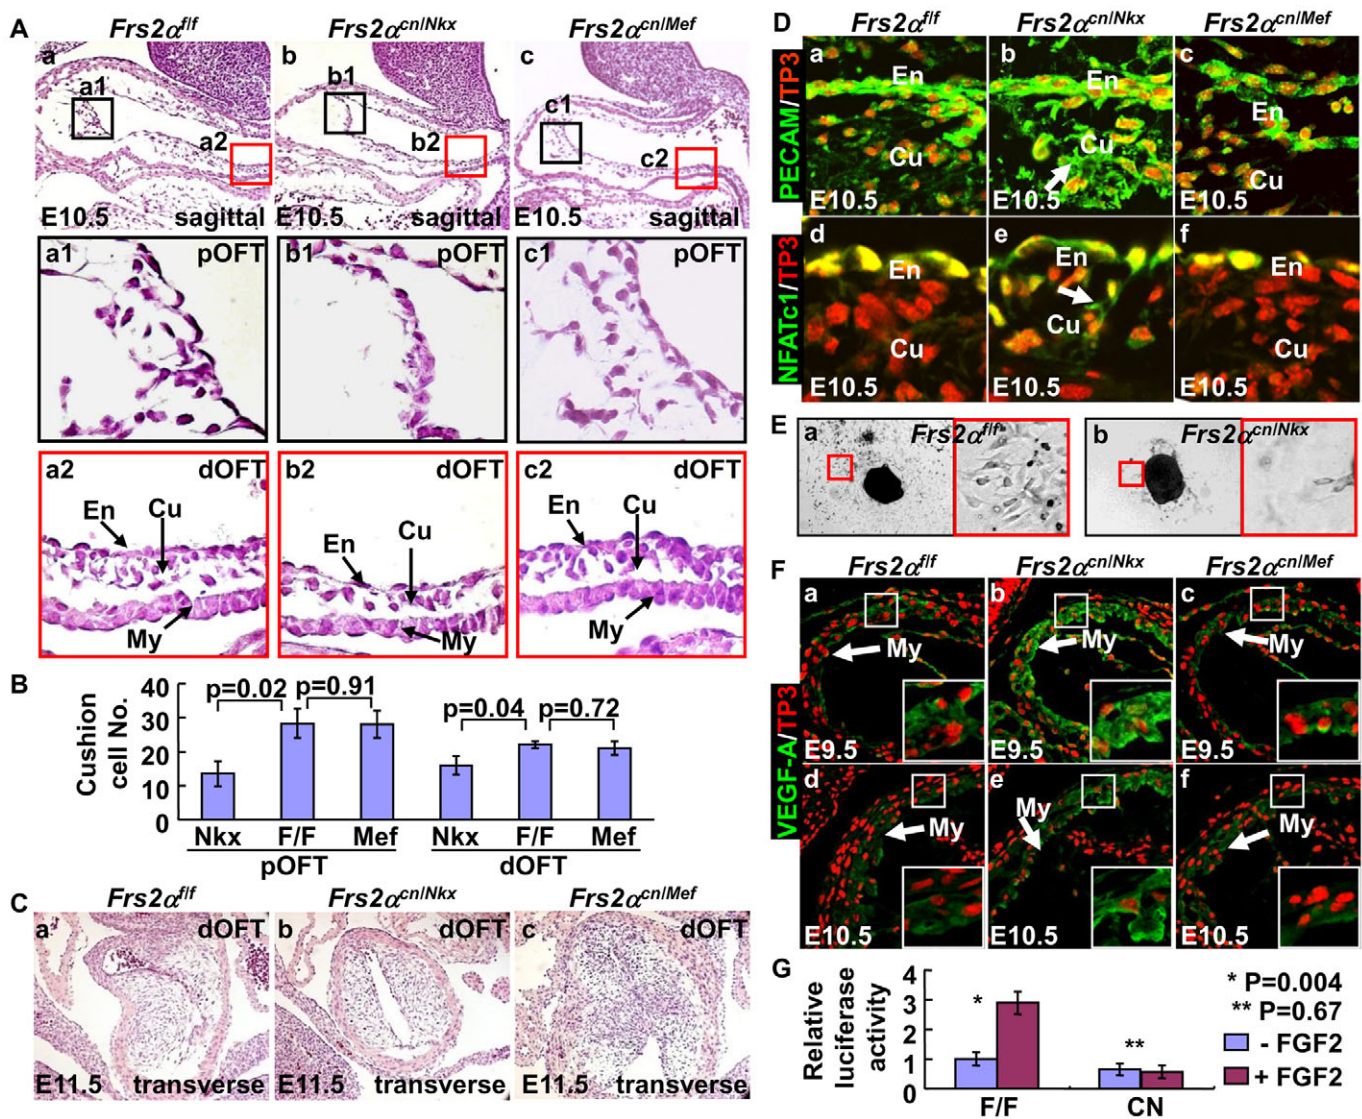 A
Frs2α f/f
Frs2α cn/Nkx
Frs2α cn/Mef
a
a1
a2
E10.5
sagittal
b
b1
b2
E10.5
sagittal
c
c1
c2
E10.5
sagittal
a1
pOFT
b1
pOFT
c1
pOFT
a2
dOFT
En
Cu
My
b2
dOFT
En
Cu
My
c2
dOFT
En
Cu
My
B
Cushion
cell No.
40
30
20
10
0
p=0.02
p=0.91
p=0.04
p=0.72
Nkx
F/F
Mef
Nkx
F/F
Mef
pOFT
dOFT
C
Frs2α f/f
Frs2α cn/Nkx
Frs2α cn/Mef
a
dOFT
E11.5
transverse
b
dOFT
E11.5
transverse
c
dOFT
E11.5
transverse
D
Frs2α f/f
Frs2α cn/Nkx
Frs2α cn/Mef
PECAM/TP3
a
En
Cu
E10.5
b
En
Cu
E10.5
c
En
Cu
E10.5
NFATc1/TP3
d
En
Cu
E10.5
e
En
Cu
E10.5
f
En
Cu
E10.5
E
a
Frs2α f/f
b
Frs2α cn/Nkx
F
Frs2α f/f
Frs2α cn/Nkx
Frs2α cn/Mef
VEGF-A/TP3
a
My
E9.5
b
My
E9.5
c
My
E9.5
d
My
E10.5
e
My
E10.5
f
My
E10.5
G
Relative
luciferase
activity
4
3
2
1
0
*
**
F/F
CN
* P=0.004
** P=0.67
- FGF2
+ FGF2